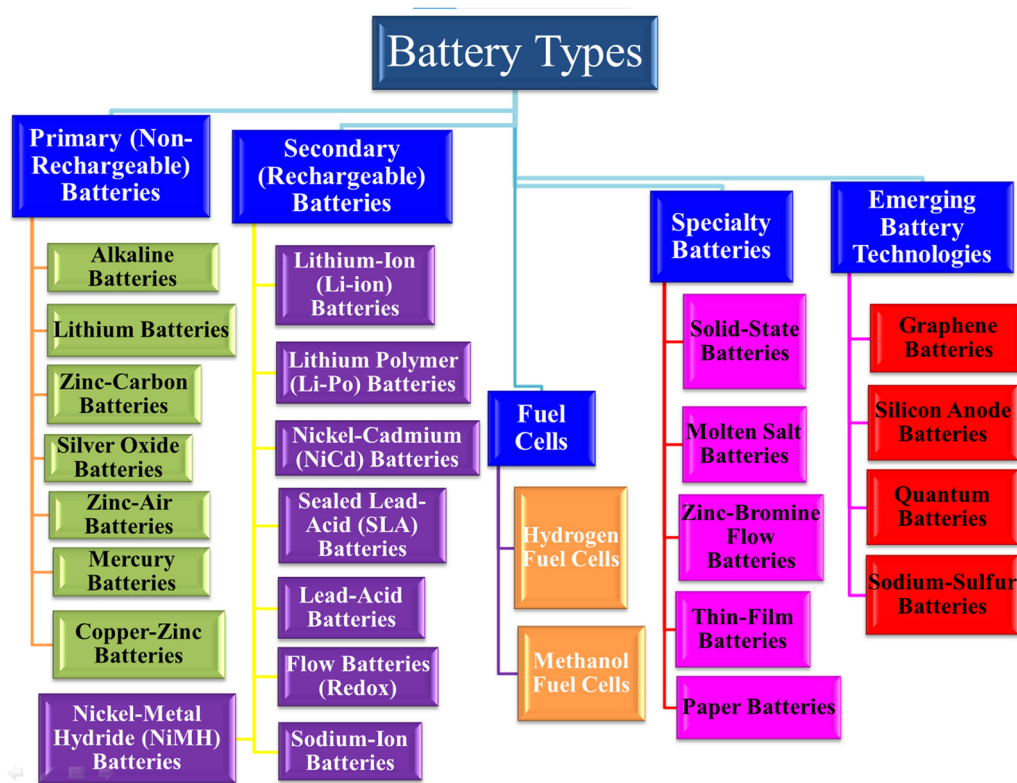 Battery Types
Primary (Non-
Rechargeable)
Batteries
Alkaline
Batteries
Lithium Batteries
Zinc-Carbon
Batteries
Silver Oxide
Batteries
Zinc-Air
Batteries
Mercury
Batteries
Copper-Zinc
Batteries
Secondary
(Rechargeable)
Batteries
Lithium-Ion
(Li-ion)
Batteries
Lithium Polymer
(Li-Po) Batteries
Nickel-Cadmium
(NiCd) Batteries
Sealed Lead-
Acid (SLA)
Batteries
Lead-Acid
Batteries
Flow Batteries
(Redox)
Nickel-Metal
Hydride (NiMH)
Batteries
Sodium-Ion
Batteries
Fuel
Cells
Hydrogen
Fuel Cells
Methanol
Fuel Cells
Specialty
Batteries
Solid-State
Batteries
Molten Salt
Batteries
Zinc-Bromine
Flow
Batteries
Thin-Film
Batteries
Paper Batteries
Emerging
Battery
Technologies
Graphene
Batteries
Silicon Anode
Batteries
Quantum
Batteries
Sodium-Sulfur
Batteries